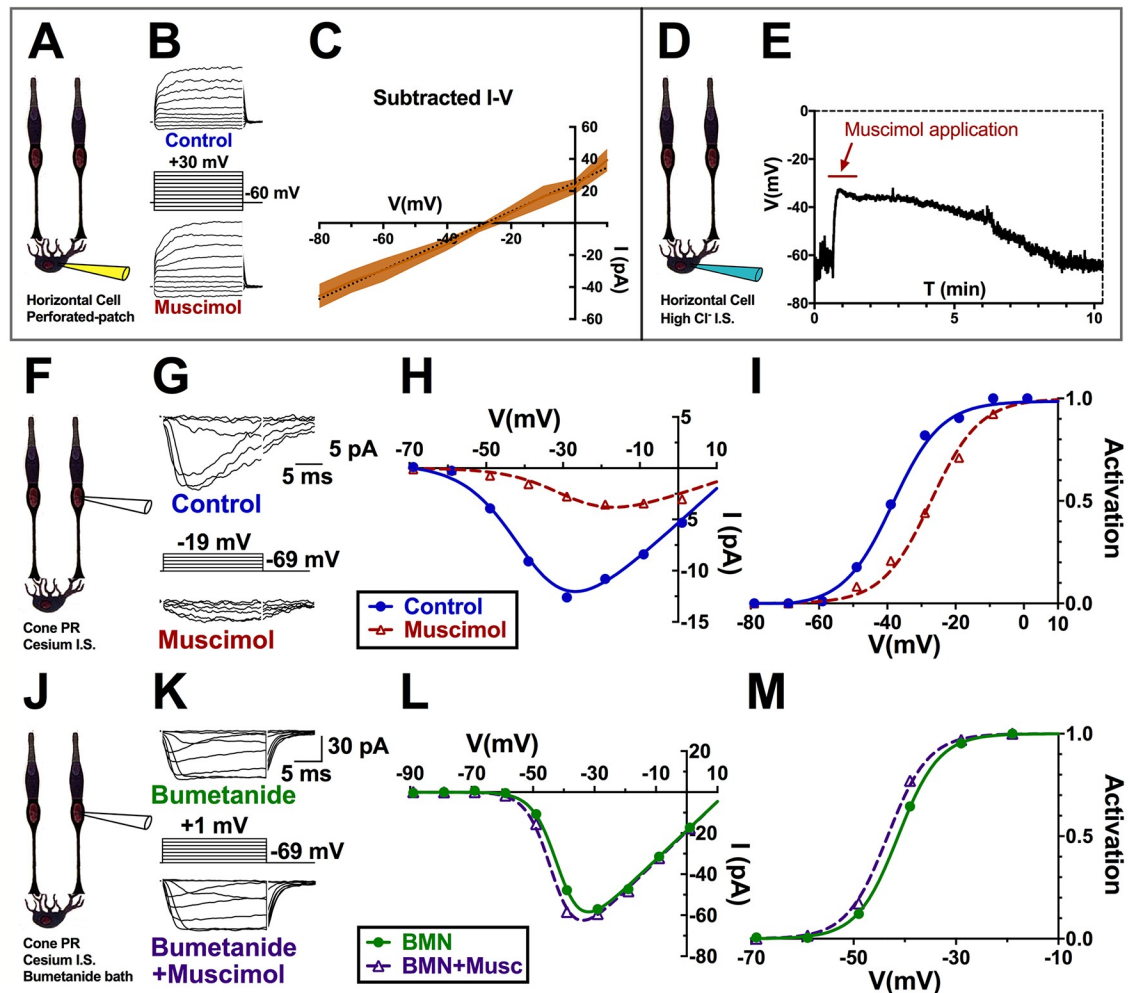 A
B
C
D
E
Control
+30 mV
-60 mV
Muscimol
Horizontal Cell
Perforated-patch
Subtracted I-V
V(mV)
-80
-60
-40
-20
60
40
20
-20
-40
-60
I (pA)
Horizontal Cell
High Cl⁻ I.S.
Muscimol application
V(mV)
0
-20
-40
-60
-80
T (min)
0
5
10
F
G
H
I
Cone PR
Cesium I.S.
5 pA
5 ms
Control
-19 mV
-69 mV
Muscimol
V(mV)
-70
-50
-30
-10
10
5
-5
-10
-15
I (pA)
Control
Muscimol
1.0
0.5
0.0
Activation
-80
-60
-40
-20
0
10
V(mV)
J
K
L
M
Cone PR
Cesium I.S.
Bumetanide bath
30 pA
5 ms
Bumetanide
+1 mV
-69 mV
Bumetanide
+Muscimol
V(mV)
-90
-70
-50
-30
-10
10
20
-20
-40
-60
-80
I (pA)
BMN
BMN+Musc
1.0
0.5
0.0
Activation
-70
-50
-30
-10
V(mV)